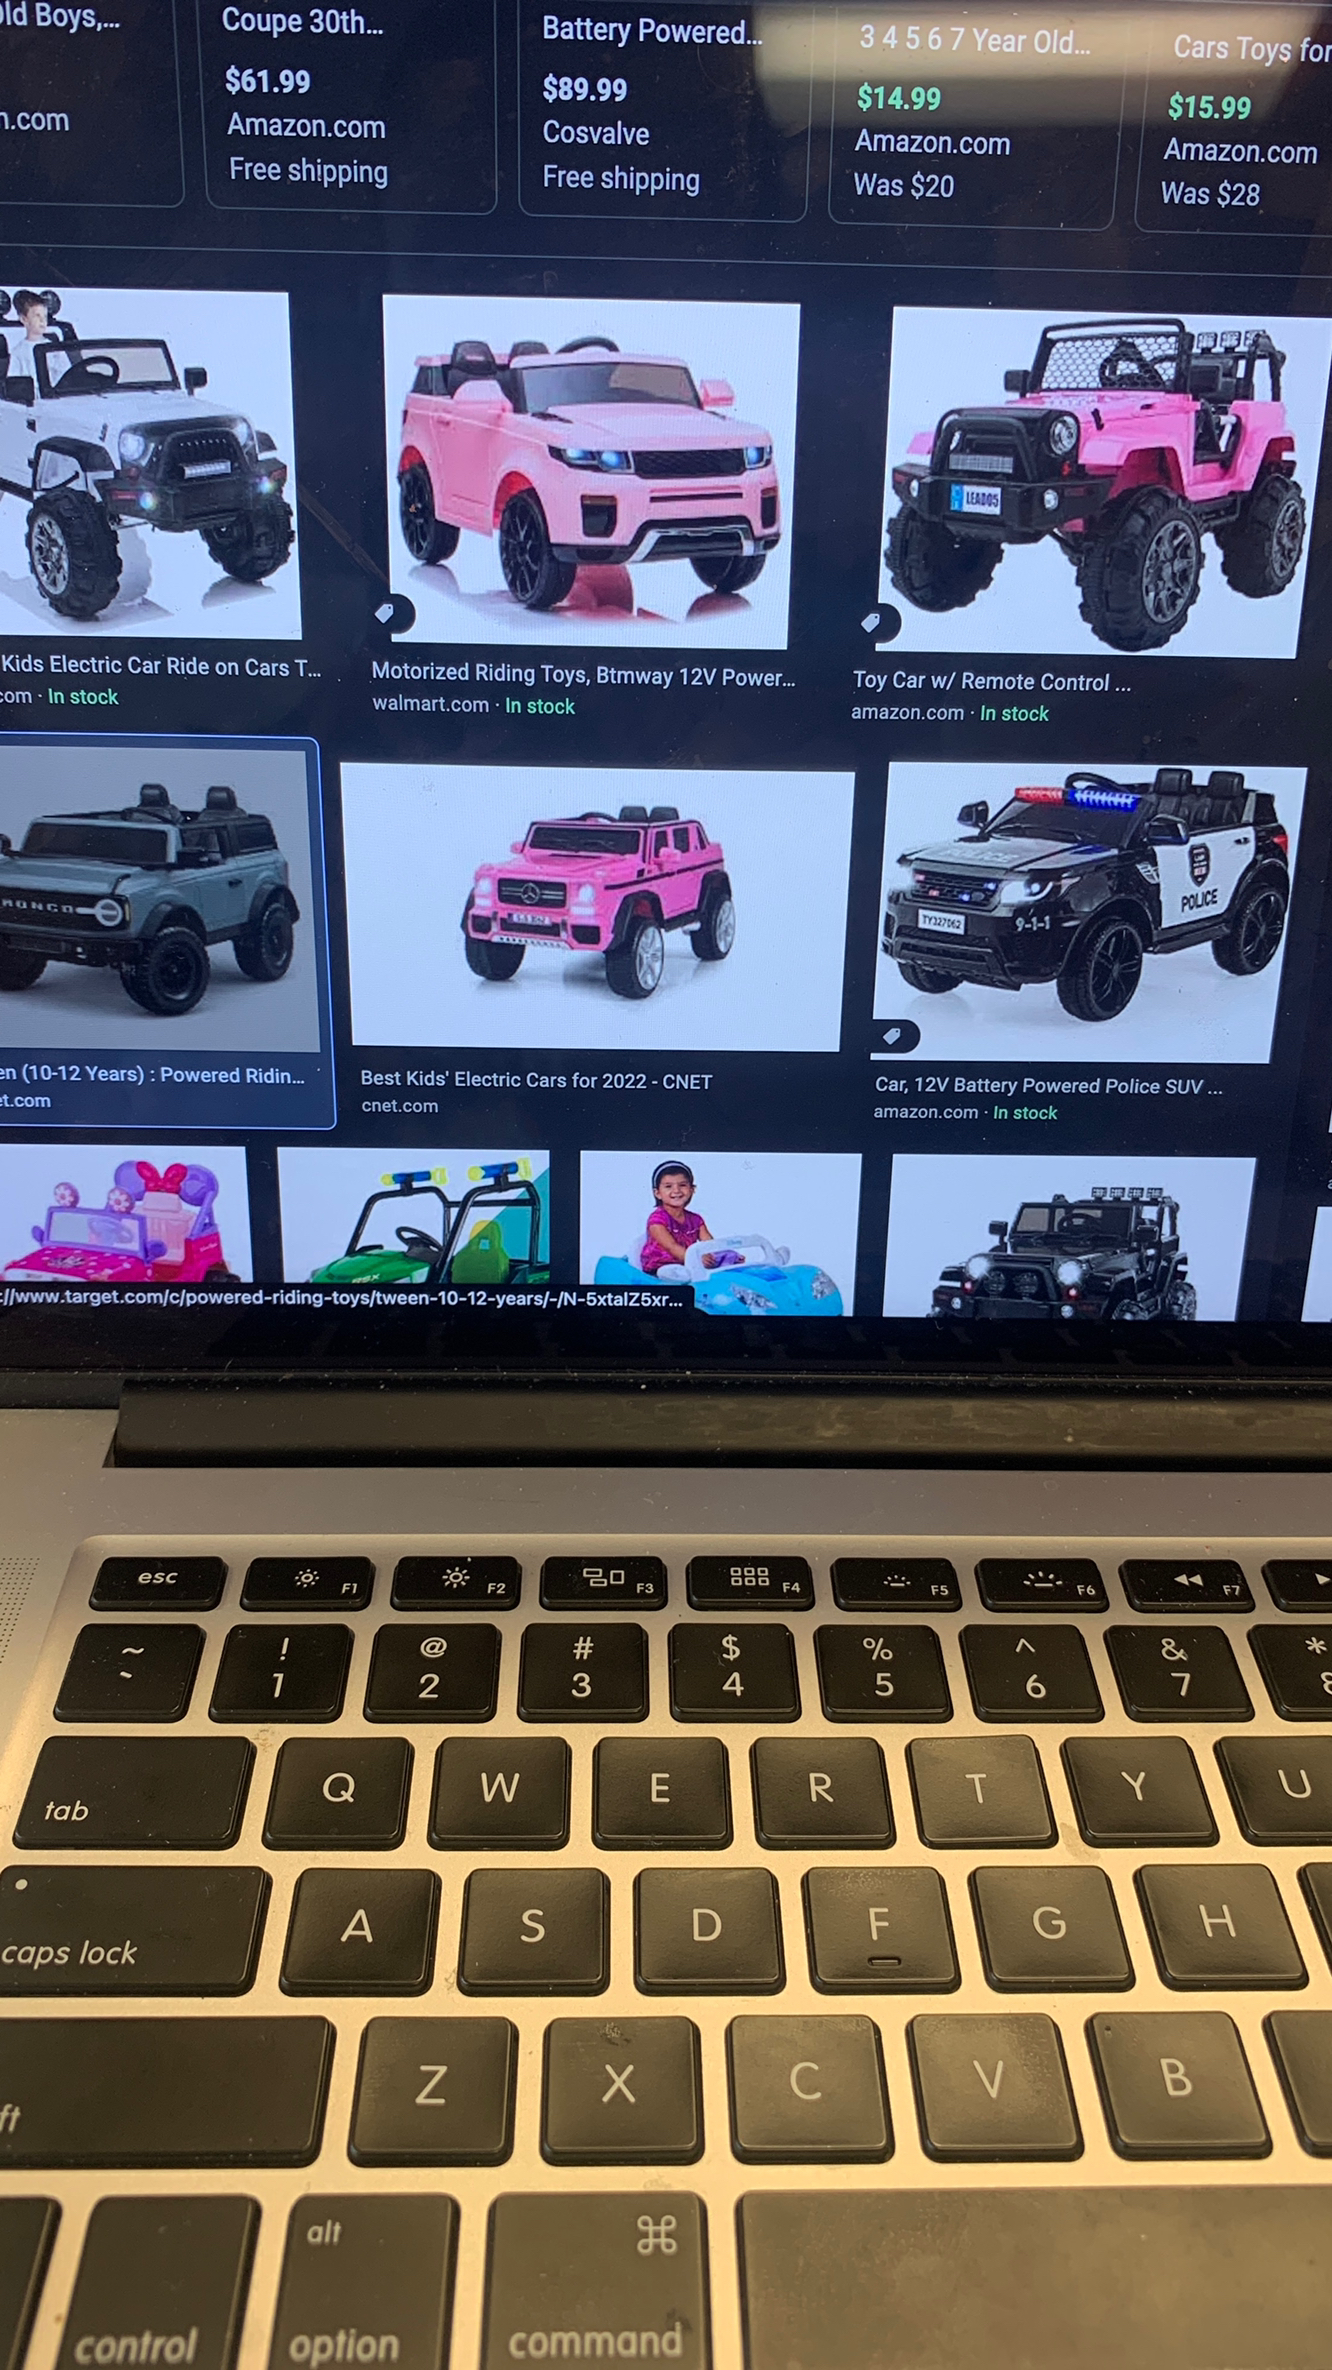 ld Boys,...
n.com
Coupe 30th...
$61.99
Amazon.com
Free shipping
Battery Powered...
$89.99
Cosvalve
Free shipping
3 4 5 6 7 Year Old...
$14.99
Amazon.com
Was $20
Cars Toys for
$15.99
Amazon.com
Was $28
LEAD05
Kids Electric Car Ride on Cars T...
com · In stock
Motorized Riding Toys, Btmway 12V Power...
walmart.com · In stock
Toy Car w/ Remote Control ...
amazon.com · In stock
RONCO
POLICE
TY327062
9-1-1
POLICE
en (10-12 Years) : Powered Ridin...
et.com
Best Kids' Electric Cars for 2022 - CNET
cnet.com
Car, 12V Battery Powered Police SUV ...
amazon.com · In stock
RSX
://www.target.com/c/powered-riding-toys/tween-10-12-years/-/N-5xtalZ5xr...
esc F1 F2 F3 F4 F5 F6 F7
~ ! @ # $ % ^ & *
` 1 2 3 4 5 6 7 8
tab Q W E R T Y U
caps lock A S D F G H
ft Z X C V B
alt ⌘
control option command